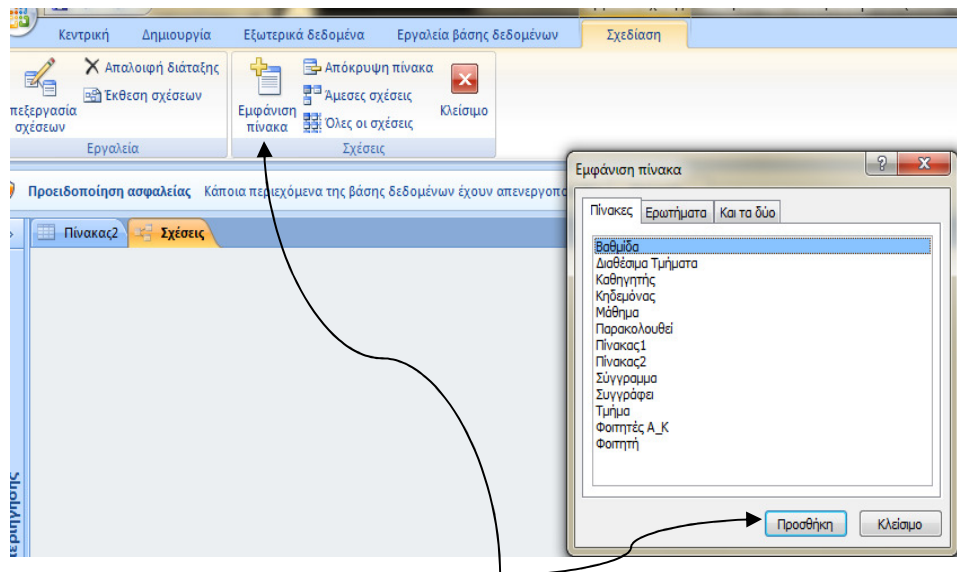 Κεντρική Δημιουργία Εξωτερικά δεδομένα Εργαλεία βάσης δεδομένων Σχεδίαση
Απαλοιφή διάταξης
Έκθεση σχέσεων
πεξεργασία
σχέσεων
Εργαλεία
Εμφάνιση
πίνακα
Απόκρυψη πίνακα
Άμεσες σχέσεις
Όλες οι σχέσεις
Κλείσιμο
Σχέσεις
Προειδοποίηση ασφαλείας Κάποια περιεχόμενα της βάσης δεδομένων έχουν απενεργοπο
Πίνακας2 Σχέσεις
Εμφάνιση πίνακα
Πίνακες Ερωτήματα Και τα δύο
Βαθμίδα
Διαθέσιμα Τμήματα
Καθηγητής
Κηδεμόνας
Μάθημα
Παρακολουθεί
Πίνακας1
Πίνακας2
Σύγγραμμα
Συγγράφει
Τμήμα
Φοιτητές Α_Κ
Φοιτητή
Προσθήκη Κλείσιμο